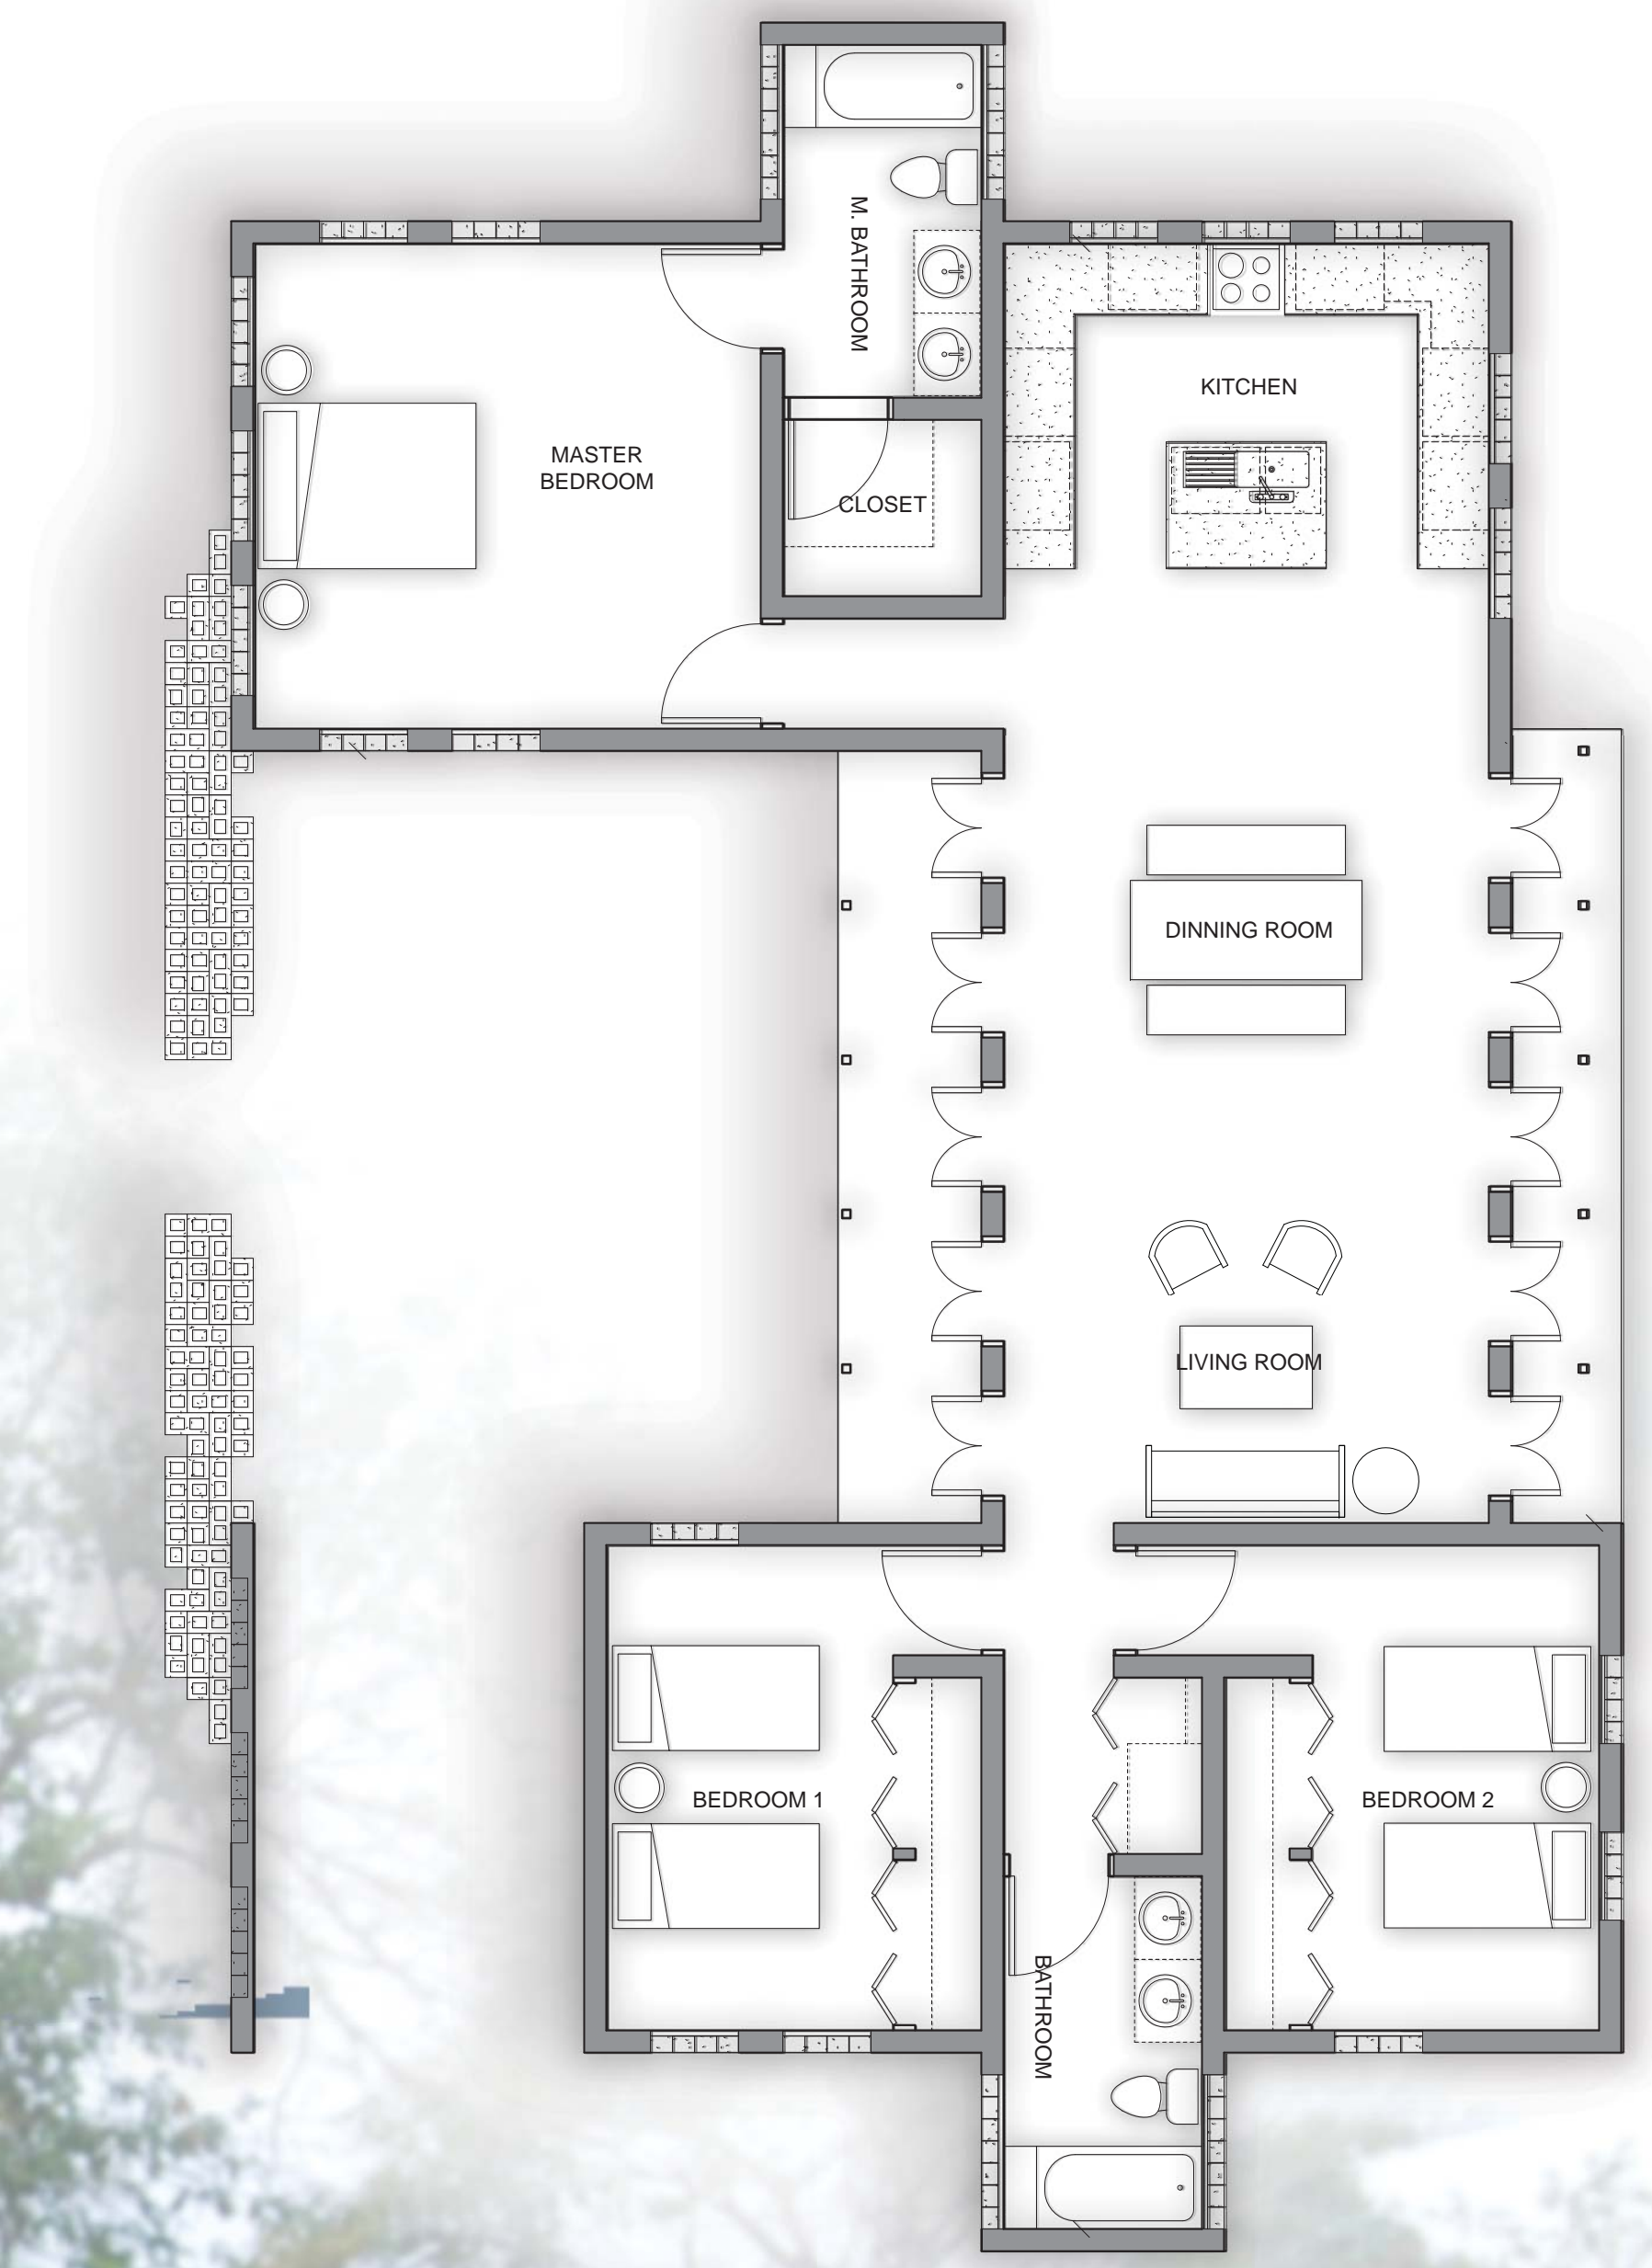 M. BATHROOM
KITCHEN
MASTER
BEDROOM
CLOSET
DINNING ROOM
LIVING ROOM
BEDROOM 1
BEDROOM 2
BATHROOM